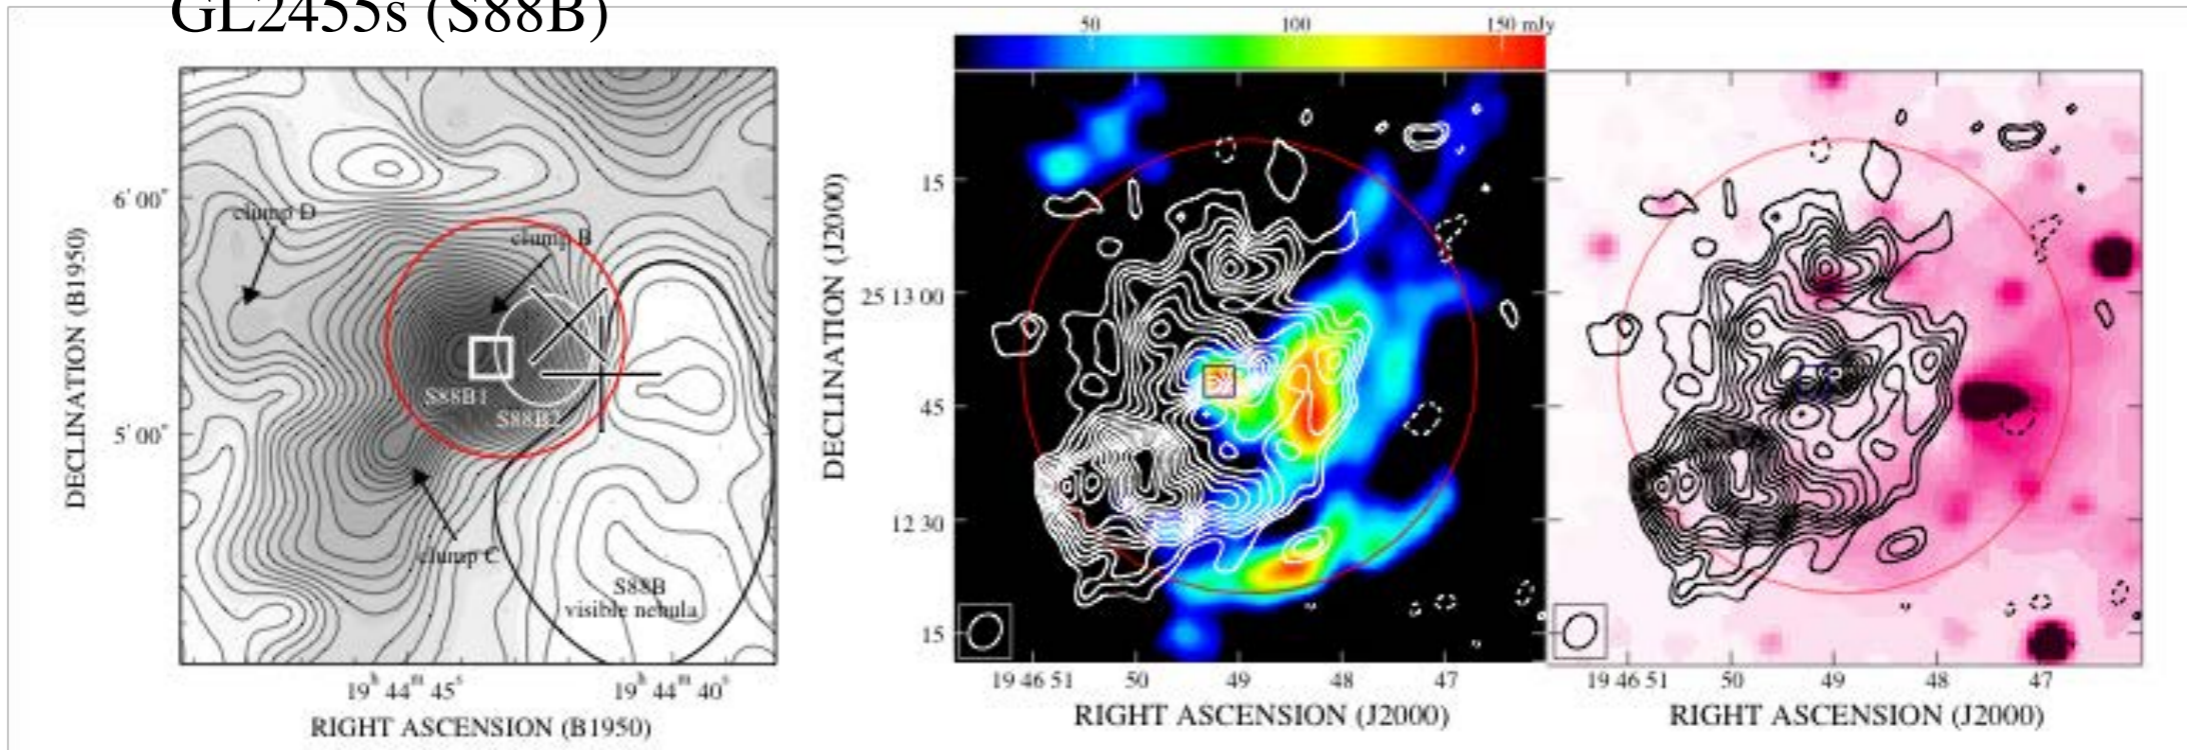 GL2455s (S88B)
DECLINATION (B1950)
6' 00"
5' 00"
clump D
clump B
S88B1
S88B2
clump C
S88B
visible nebula
19h 44m 45s
19h 44m 40s
RIGHT ASCENSION (B1950)
50
100
150 mJy
DECLINATION (J2000)
15
25 13 00
45
12 30
15
19 46 51
50
49
48
47
RIGHT ASCENSION (J2000)
19 46 51
50
49
48
47
RIGHT ASCENSION (J2000)